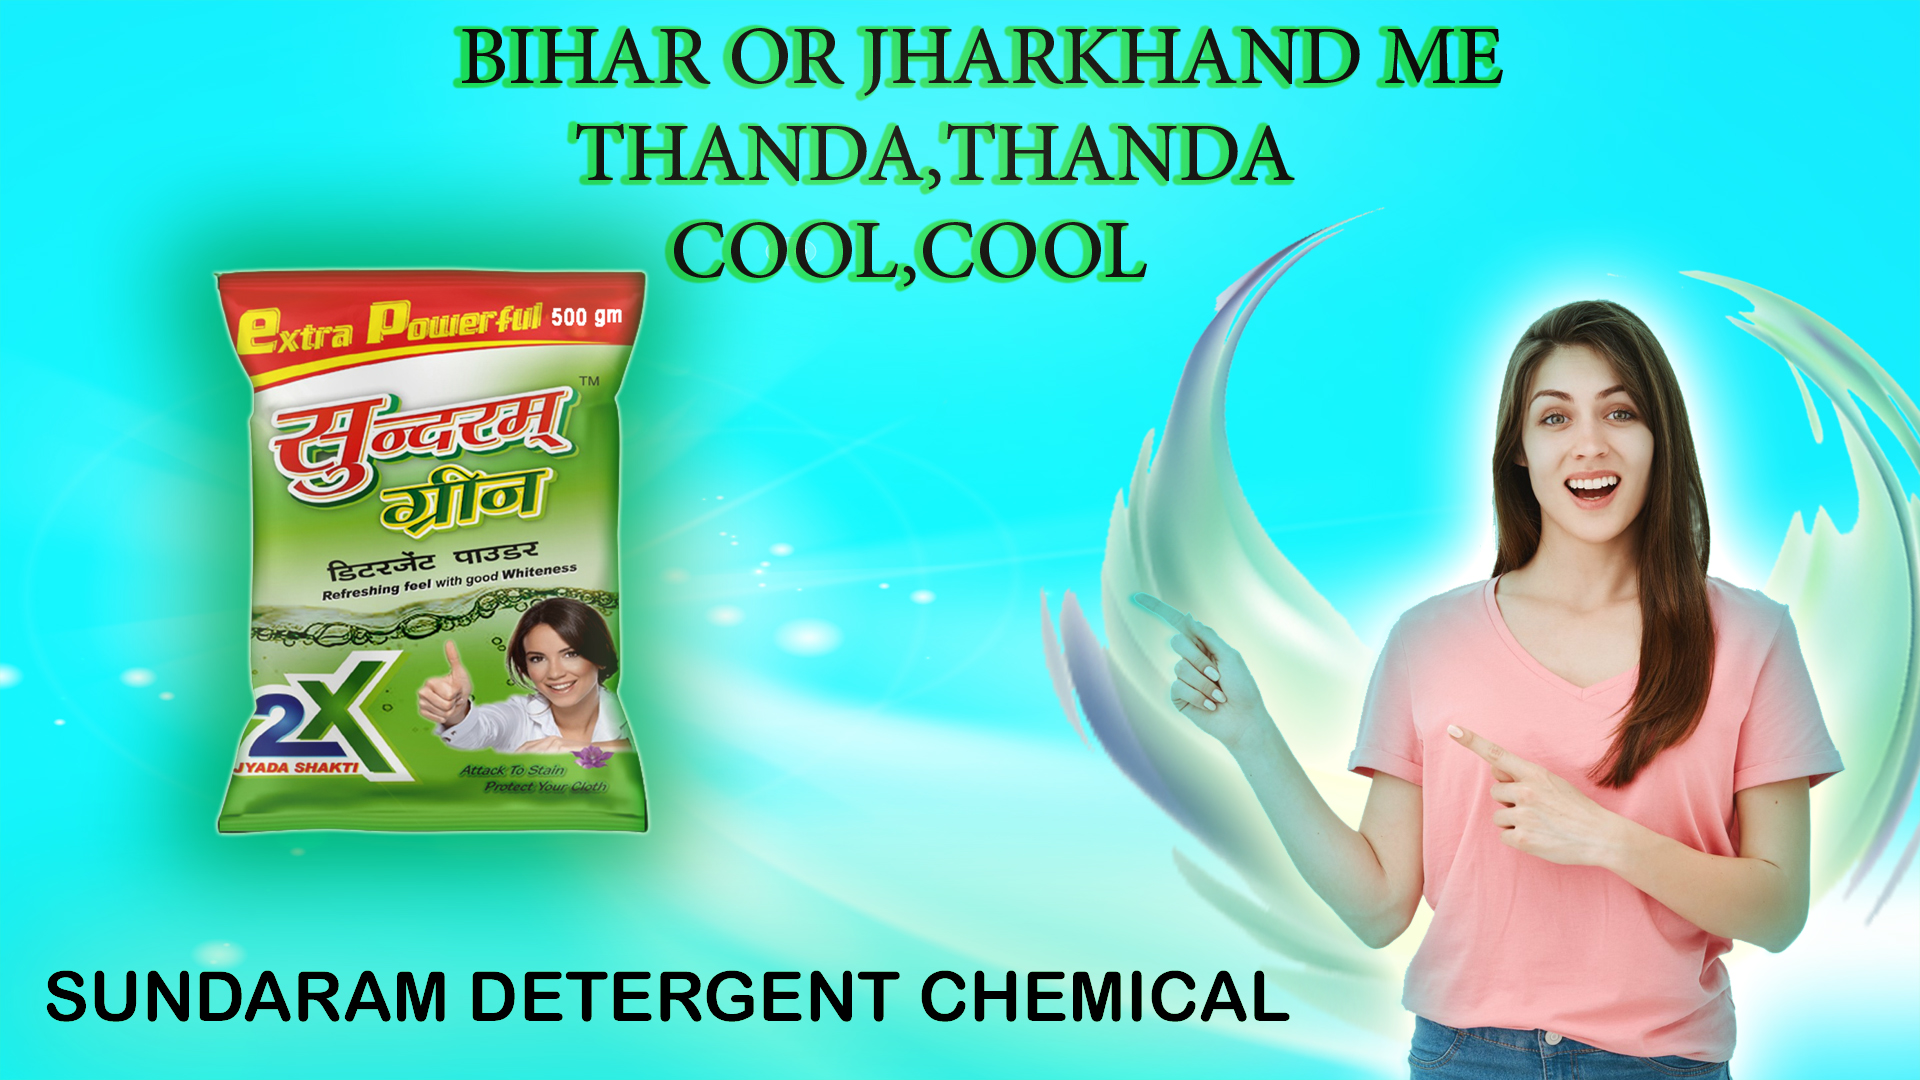 BIHAR OR JHARKHAND ME
THANDA,THANDA
COOL,COOL
Extra Powerful 500 gm
TM
सुन्दरम्
ग्रीन
डिटरजेंट पाउडर
Refreshing feel with good Whiteness
2X
JYADA SHAKTI
Attack To Stain
Protect Your Cloth
SUNDARAM DETERGENT CHEMICAL